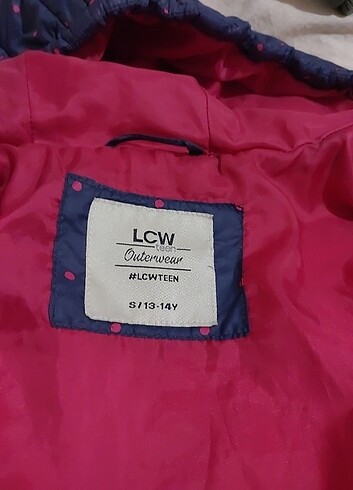 LCW
teen
Outerwear
#LCWTEEN
S/13-14Y